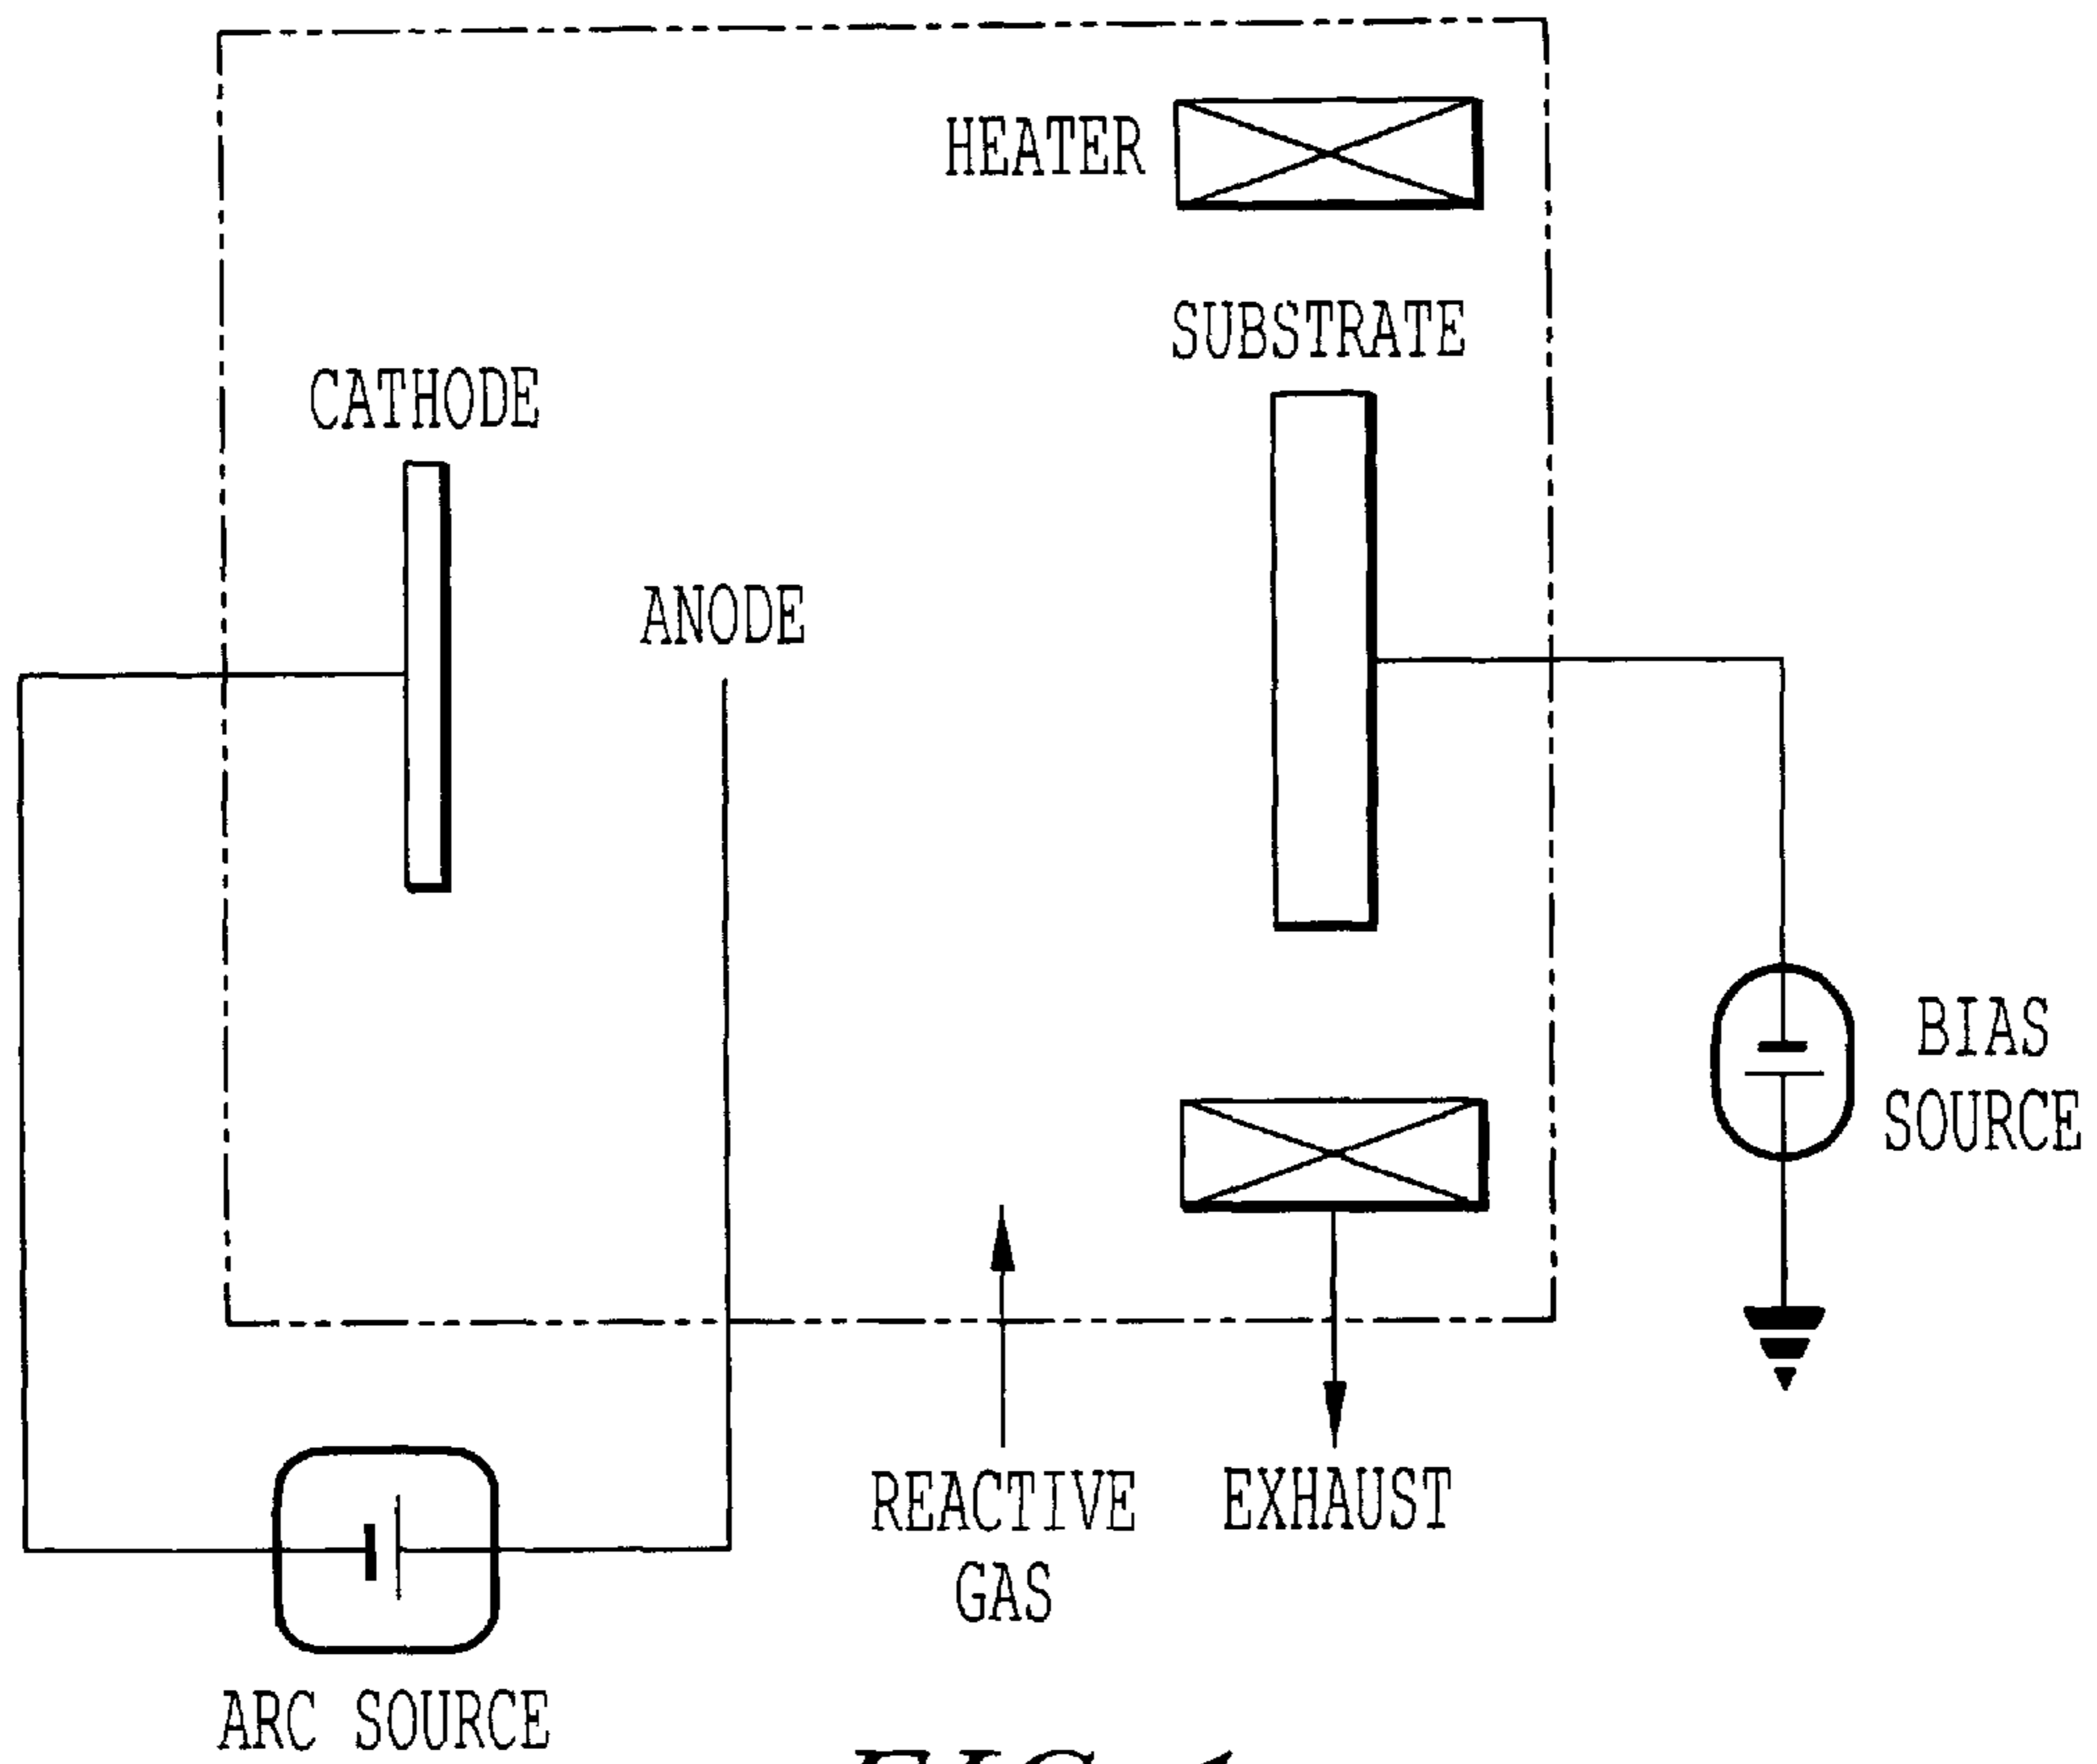 HEATER
SUBSTRATE
CATHODE
ANODE
BIAS
SOURCE
REACTIVE
GAS
EXHAUST
ARC SOURCE